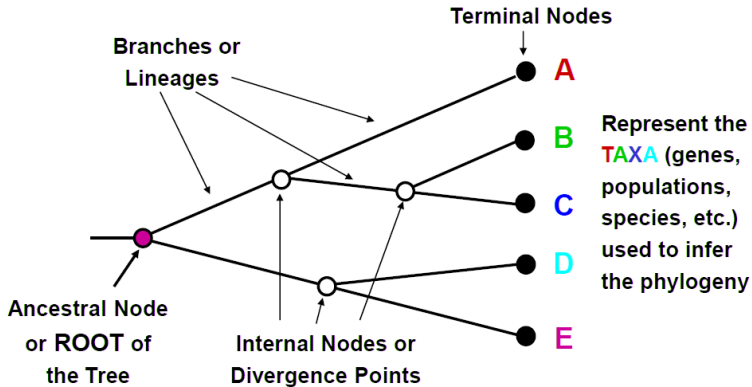 Terminal Nodes
Branches or
Lineages
A
B
C
D
E
Represent the
TAXA (genes,
populations,
species, etc.)
used to infer
the phylogeny
Ancestral Node
or ROOT of
the Tree
Internal Nodes or
Divergence Points